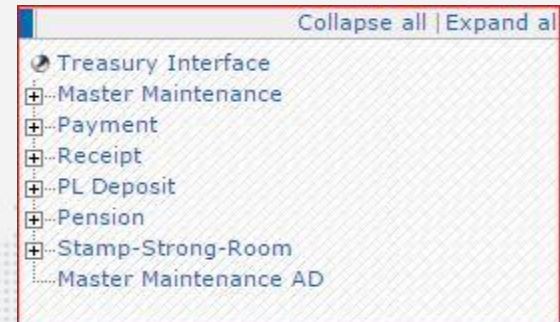 Collapse all | Expand al
Treasury Interface
Master Maintenance
Payment
Receipt
PL Deposit
Pension
Stamp-Strong-Room
Master Maintenance AD